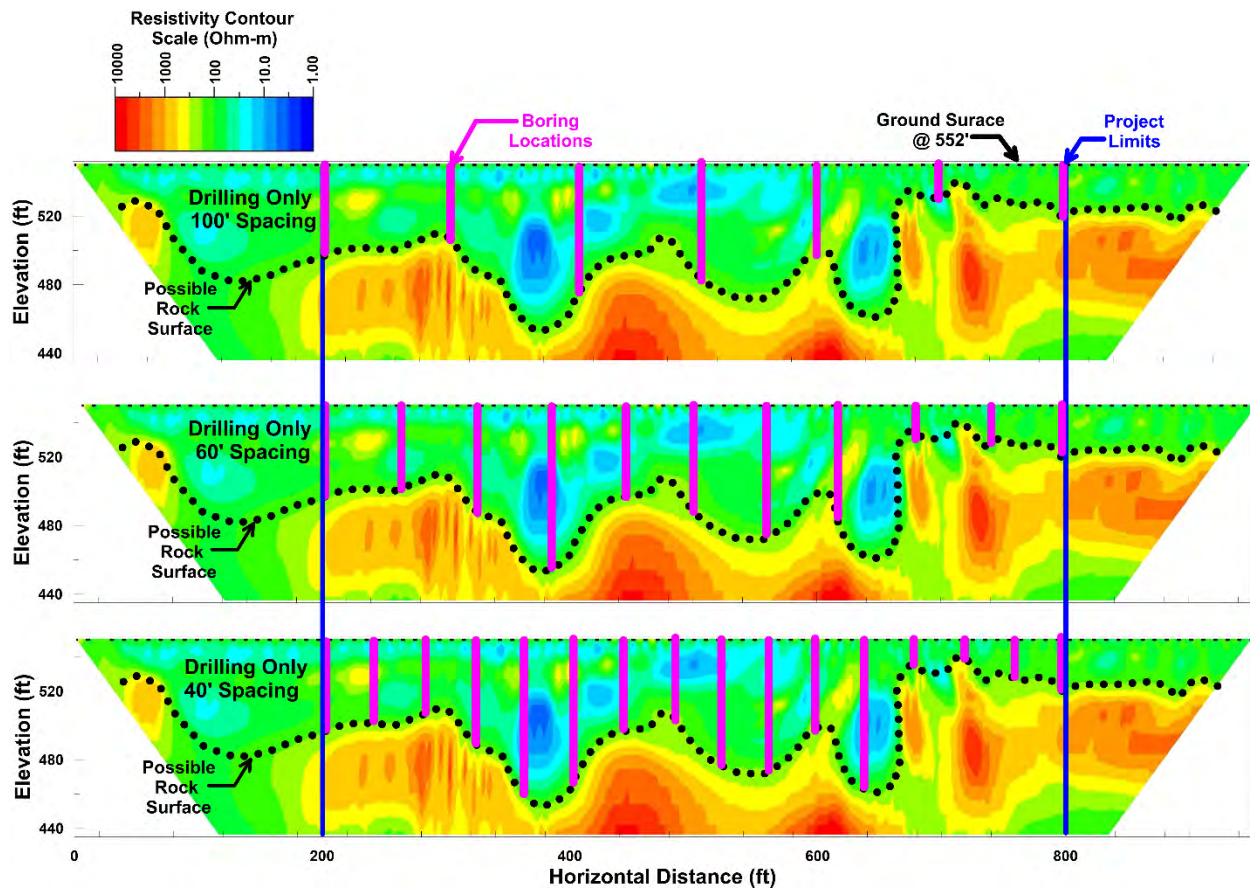 Resistivity Contour
Scale (Ohm-m)
10000
1000
100
10.0
1.00
Boring
Locations
Ground Surace
@ 552'
Project
Limits
Elevation (ft)
520
480
440
Drilling Only
100' Spacing
Possible
Rock
Surface
Elevation (ft)
520
480
440
Drilling Only
60' Spacing
Possible
Rock
Surface
Elevation (ft)
520
480
440
Drilling Only
40' Spacing
Possible
Rock
Surface
0
200
400
600
800
Horizontal Distance (ft)